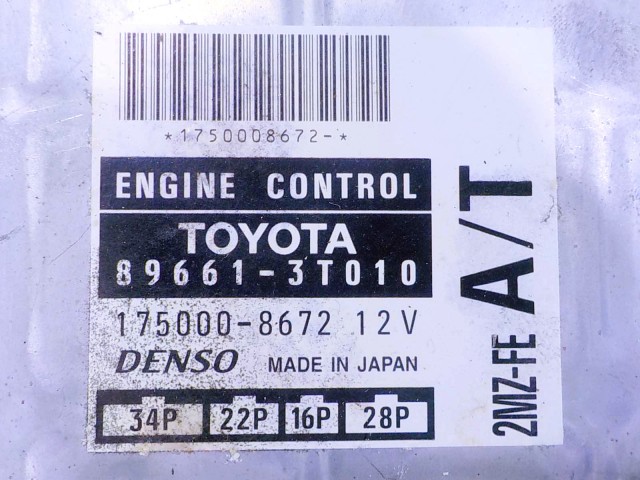 *1750008672-*
ENGINE CONTROL
TOYOTA
89661-3T010
175000-8672 12V
DENSO MADE IN JAPAN
34P 22P 16P 28P
2MZ-FE A/T